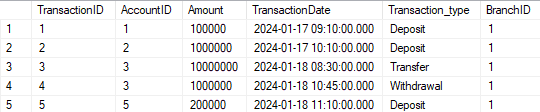 TransactionID AccountID Amount TransactionDate Transaction_type BranchID
1 1 1 100000 2024-01-17 09:10:00.000 Deposit 1
2 2 2 1000000 2024-01-17 10:10:00.000 Deposit 1
3 3 3 10000000 2024-01-18 08:30:00.000 Transfer 1
4 4 3 1000000 2024-01-18 10:45:00.000 Withdrawal 1
5 5 5 200000 2024-01-18 11:10:00.000 Deposit 1